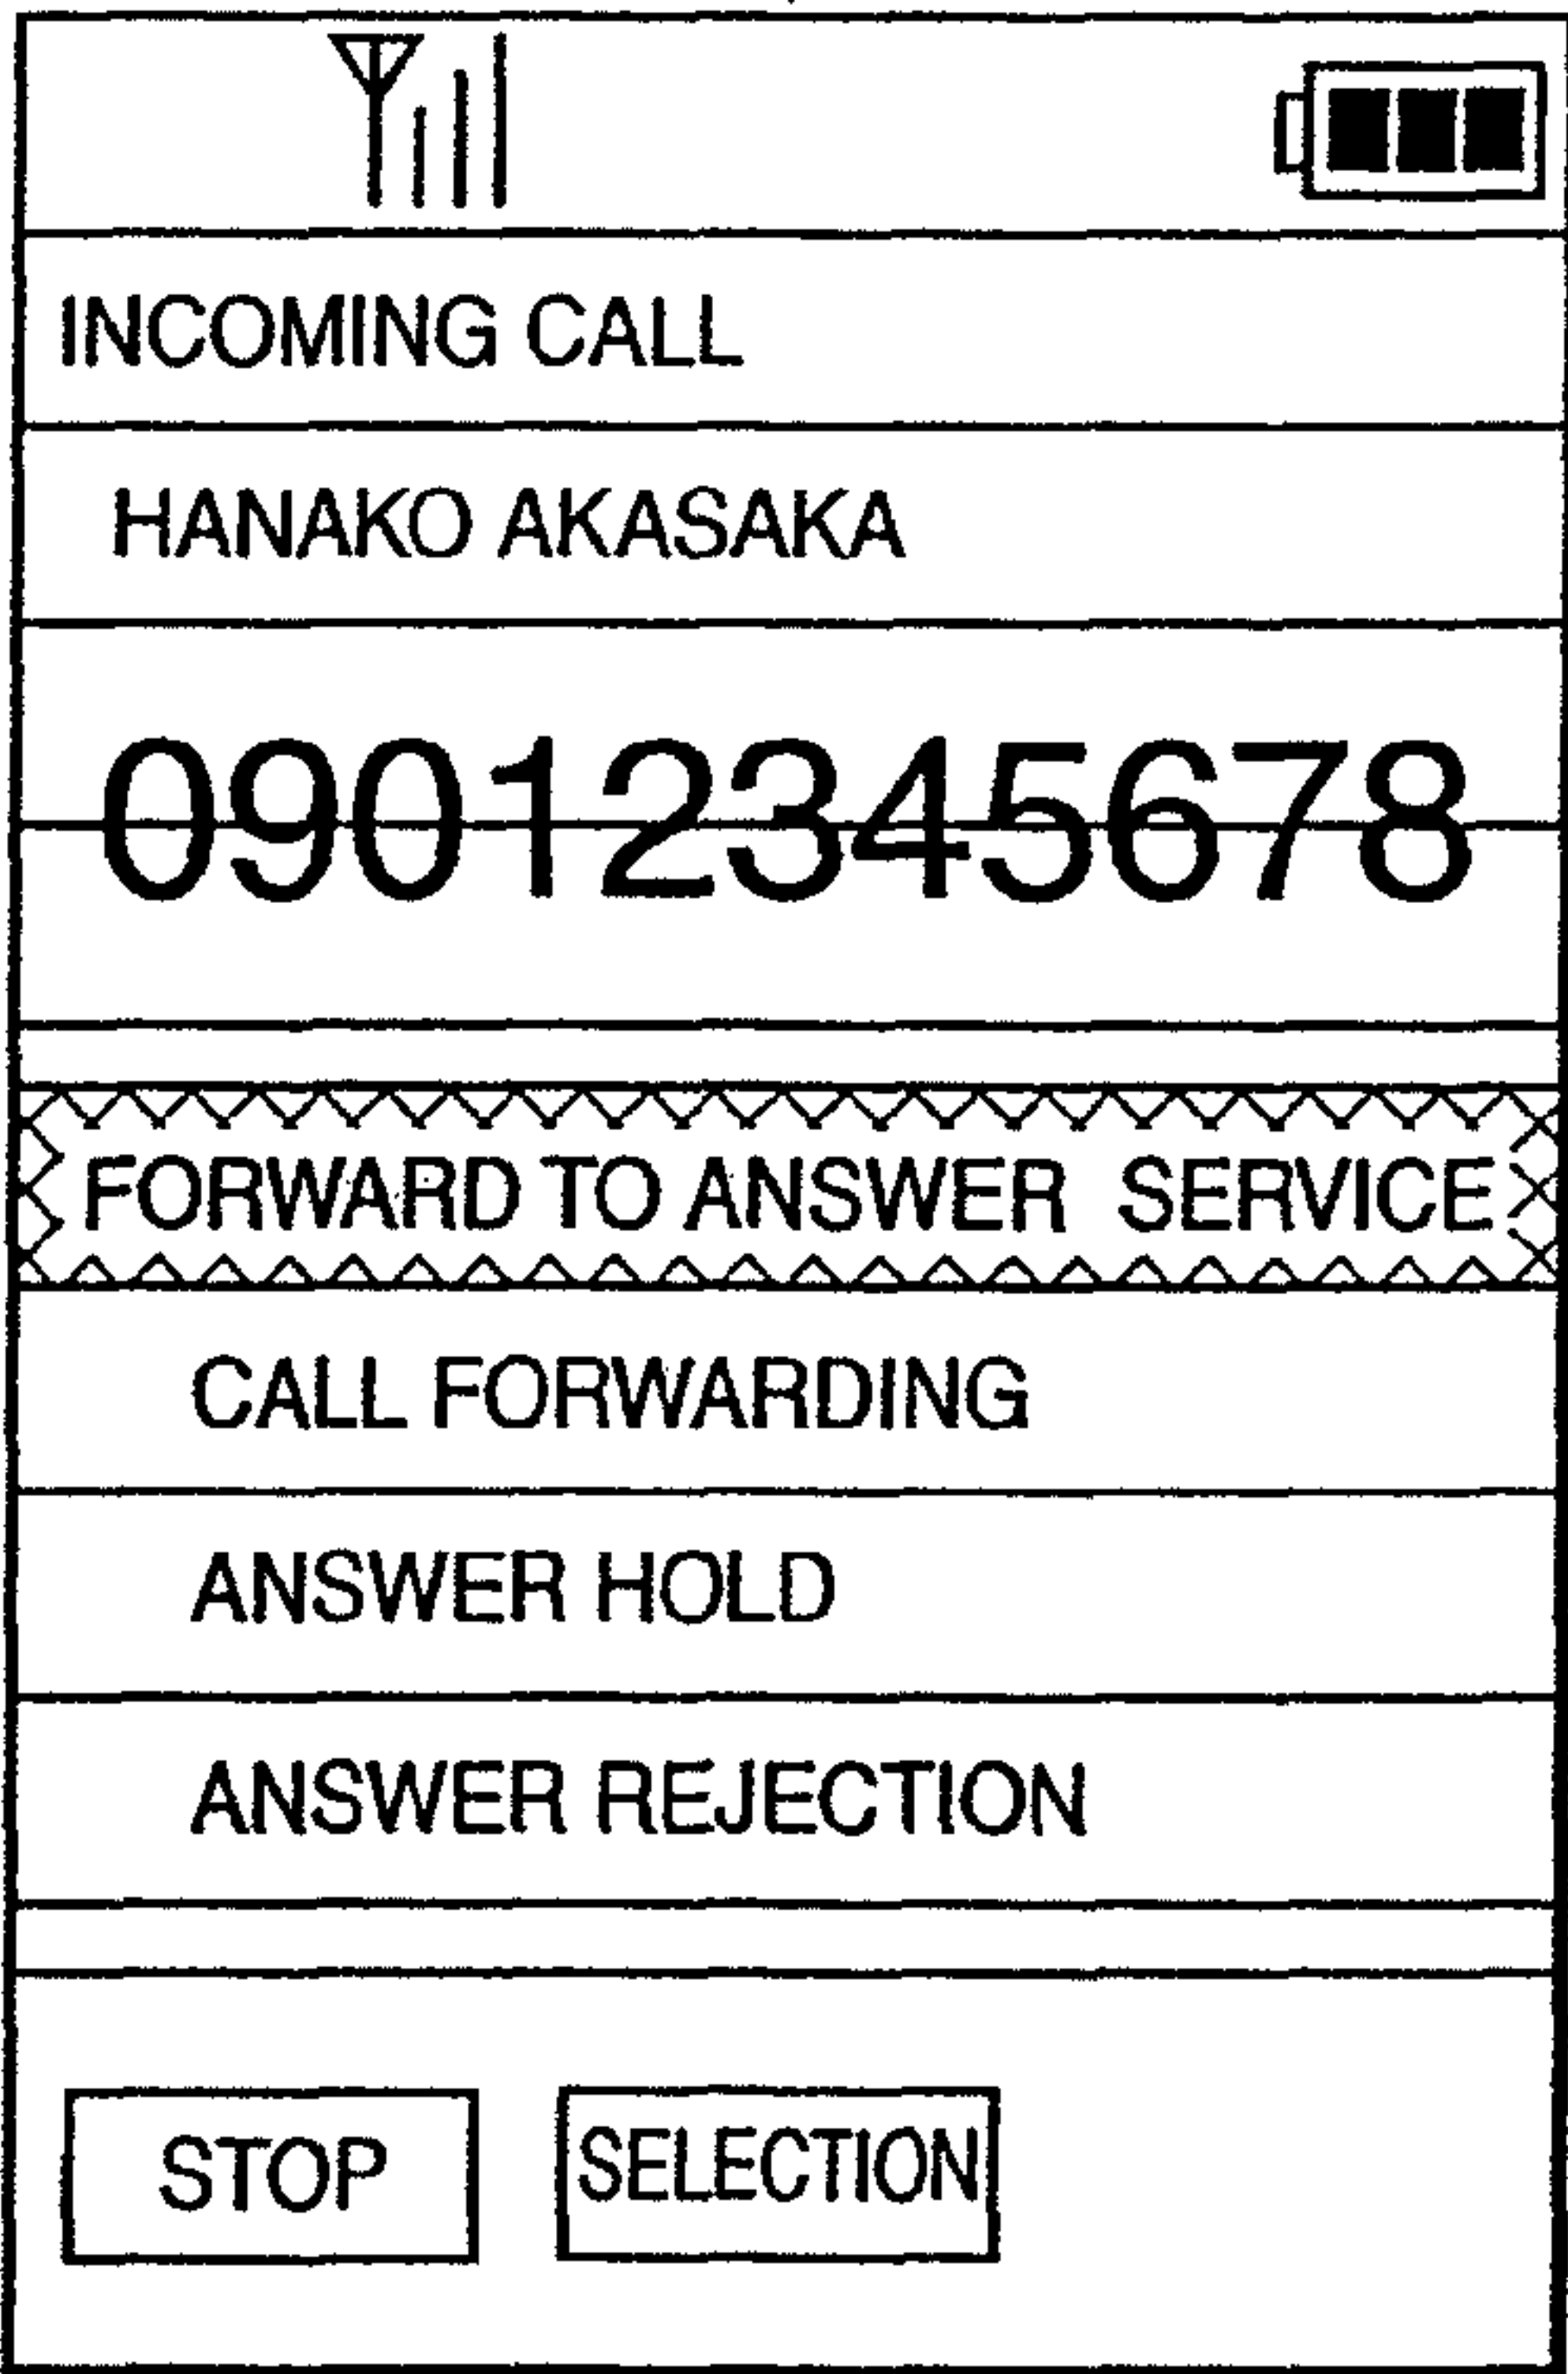 INCOMING CALL
HANAKO AKASAKA
09012345678
FORWARD TO ANSWER SERVICE
CALL FORWARDING
ANSWER HOLD
ANSWER REJECTION
STOP
SELECTION